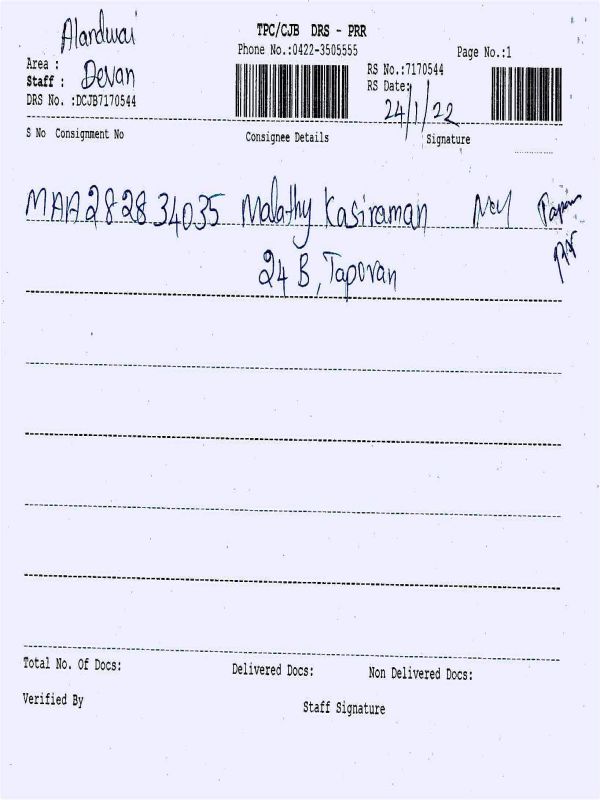 Alandurai
TPC/CJB DRS - PRR
Phone No.:0422-3505555
Page No.:1
Area :
Staff : Devan
RS No.:7170544
RS Date: 24/1/22
DRS No. :DCJB7170544
S No Consignment No Consignee Details Signature
MAA282834035 Malathy Kasiraman
24 B, Tapovan
Total No. Of Docs: Delivered Docs: Non Delivered Docs:
Verified By Staff Signature